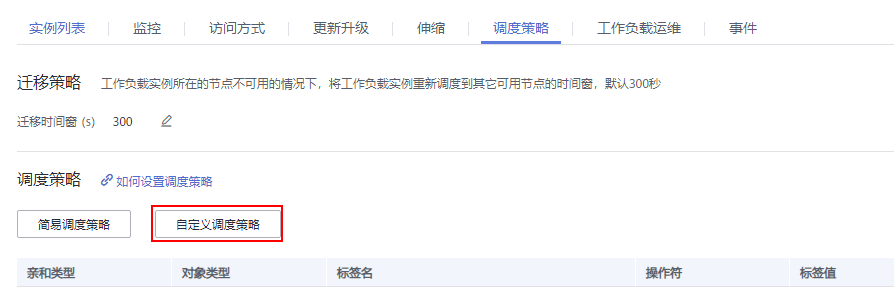 实例列表 监控 访问方式 更新升级 伸缩 调度策略 工作负载运维 事件
迁移策略 工作负载实例所在的节点不可用的情况下，将工作负载实例重新调度到其它可用节点的时间窗，默认300秒
迁移时间窗 (s) 300
调度策略 如何设置调度策略
简易调度策略 自定义调度策略
亲和类型 对象类型 标签名 操作符 标签值